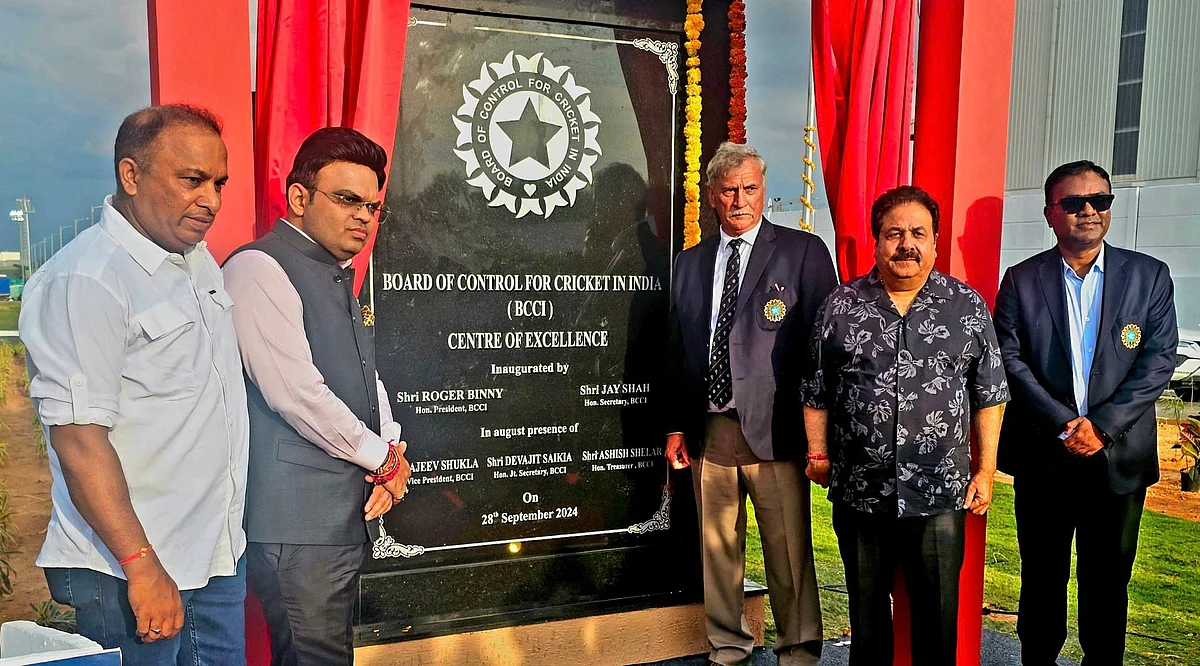 BOARD OF CONTROL FOR CRICKET IN INDIA
BOARD OF CONTROL FOR CRICKET IN INDIA
( BCCI )
CENTRE OF EXCELLENCE
Inaugurated by
Shri ROGER BINNY Shri JAY SHAH
Hon. President, BCCI Hon. Secretary, BCCI
In august presence of
AJEEV SHUKLA Shri DEVAJIT SAIKIA Shri ASHISH SHELAR
Vice President, BCCI Hon. Jt. Secretary, BCCI Hon. Treasurer, BCCI
On
28th September 2024